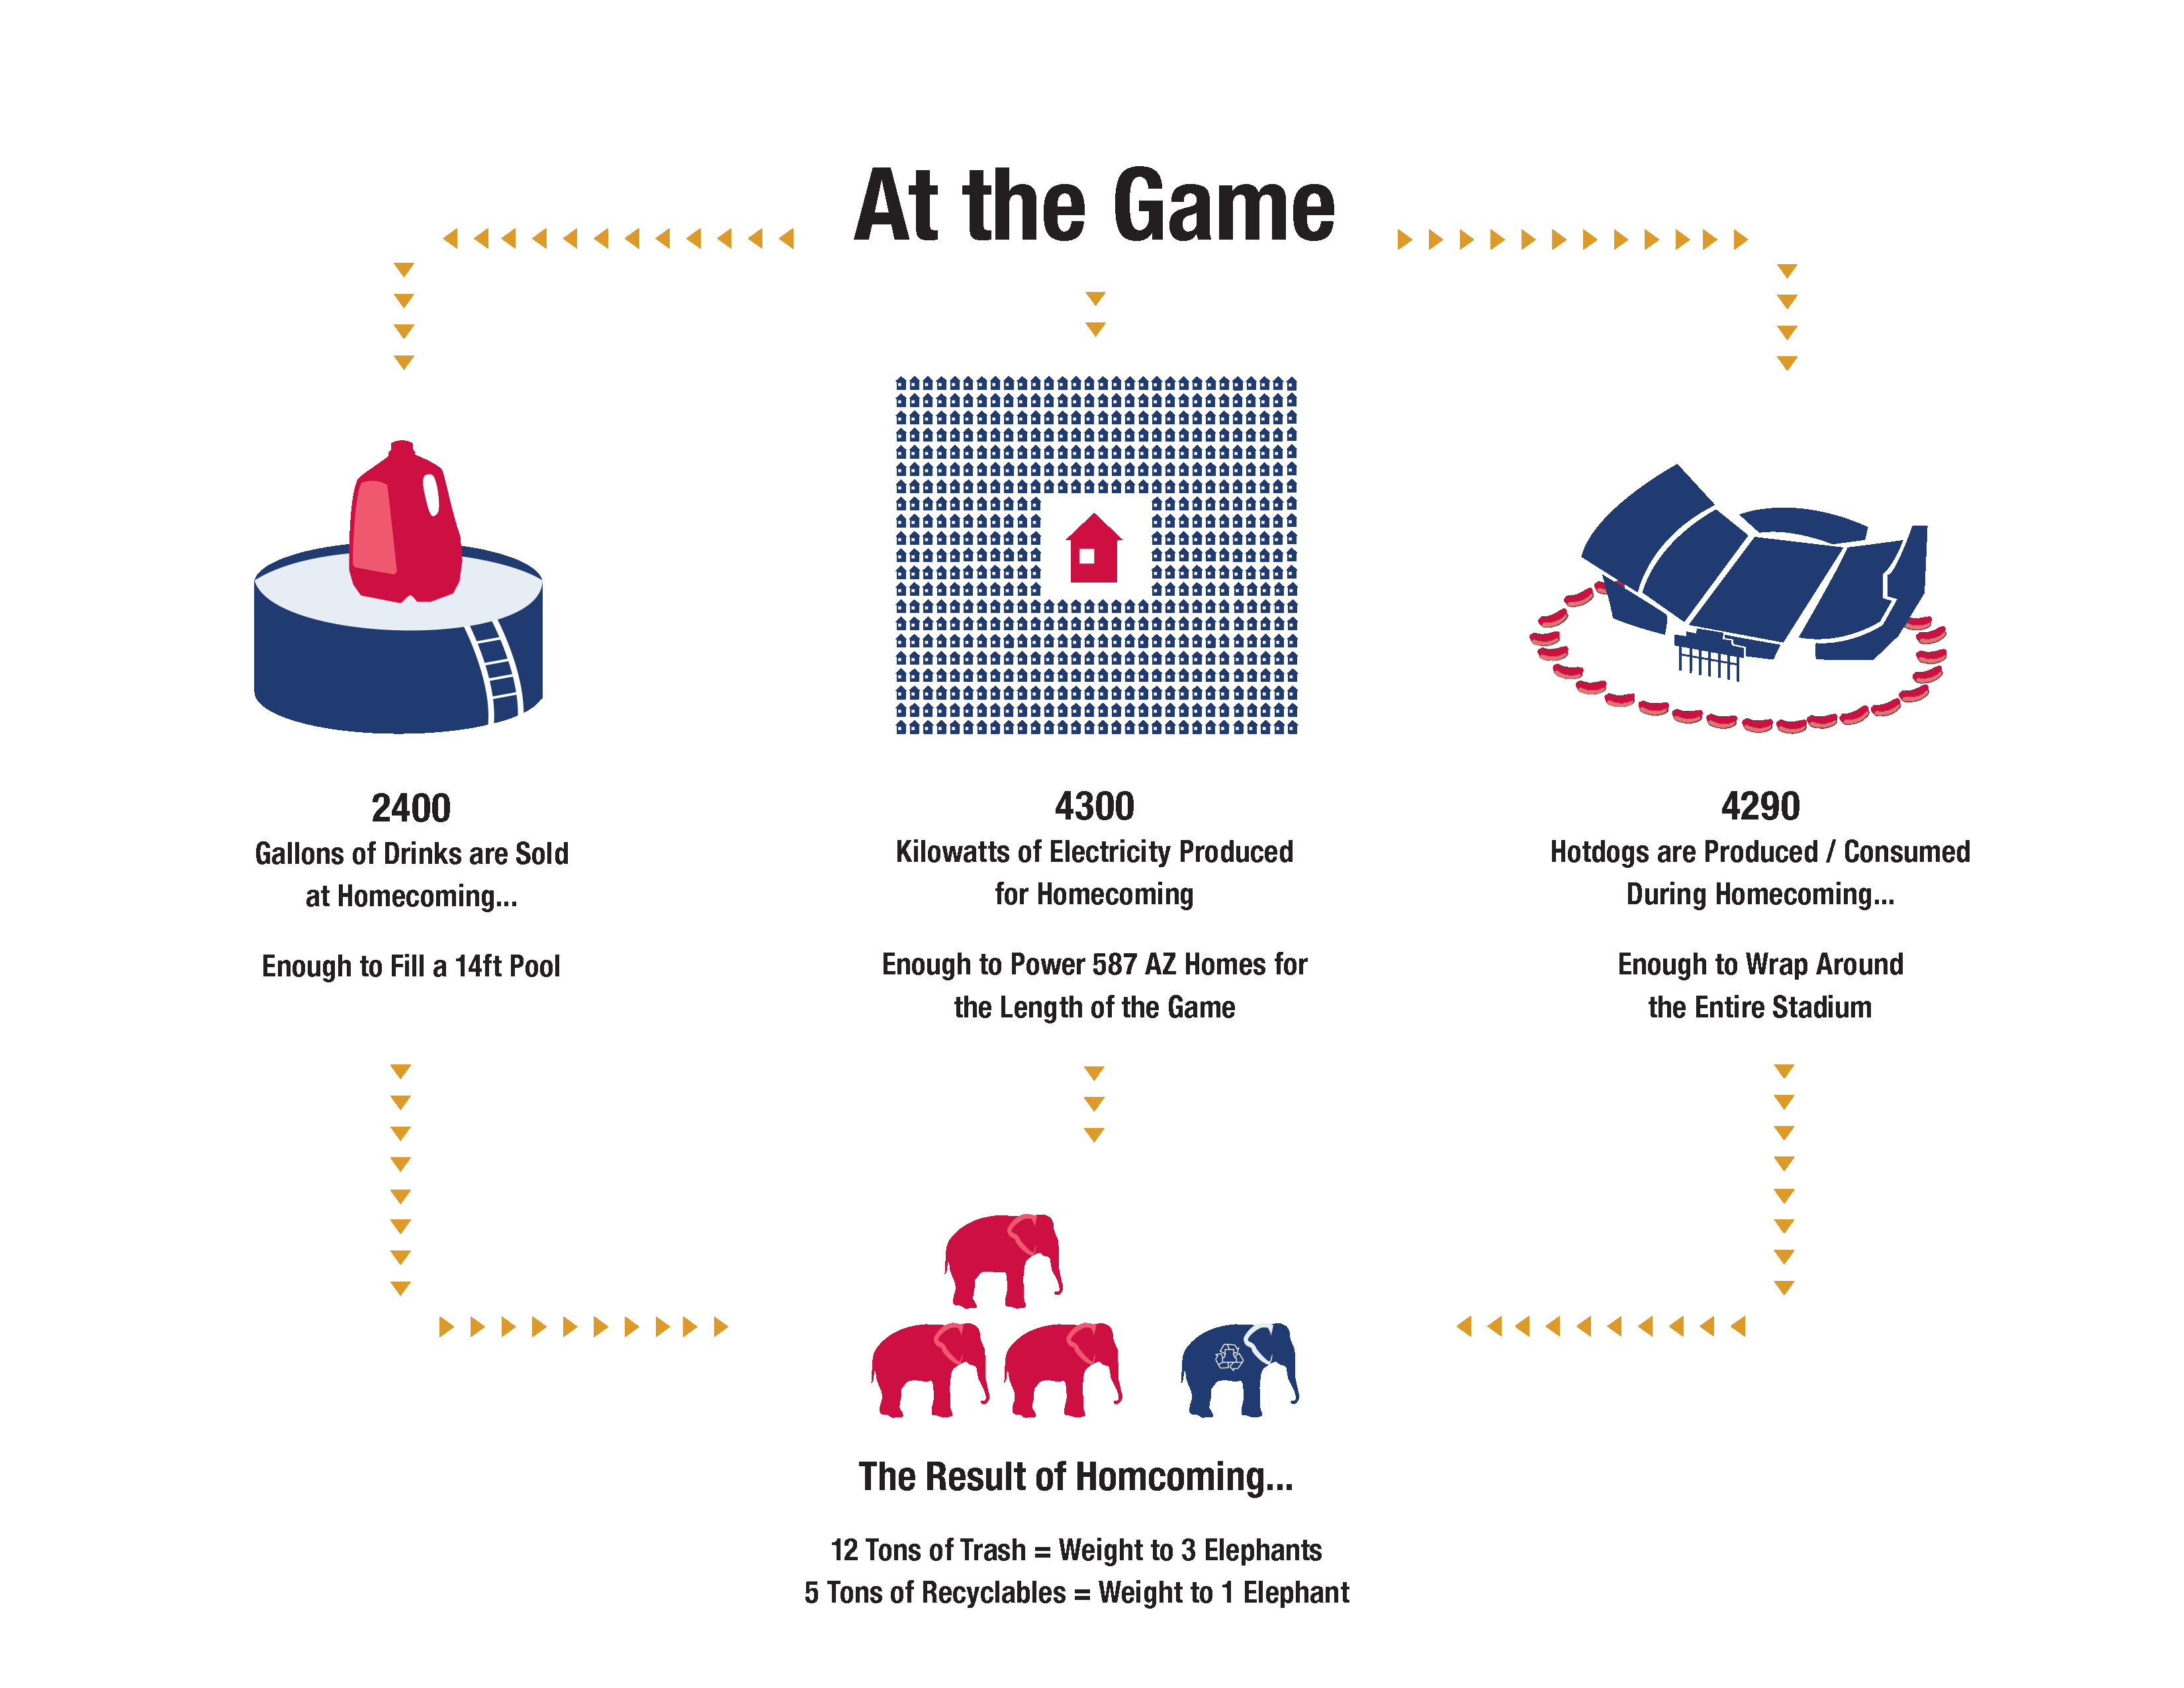 At the Game
2400
Gallons of Drinks are Sold
at Homecoming...
Enough to Fill a 14ft Pool
4300
Kilowatts of Electricity Produced
for Homecoming
Enough to Power 587 AZ Homes for
the Length of the Game
4290
Hotdogs are Produced / Consumed
During Homecoming...
Enough to Wrap Around
the Entire Stadium
The Result of Homcoming...
12 Tons of Trash = Weight to 3 Elephants
5 Tons of Recyclables = Weight to 1 Elephant